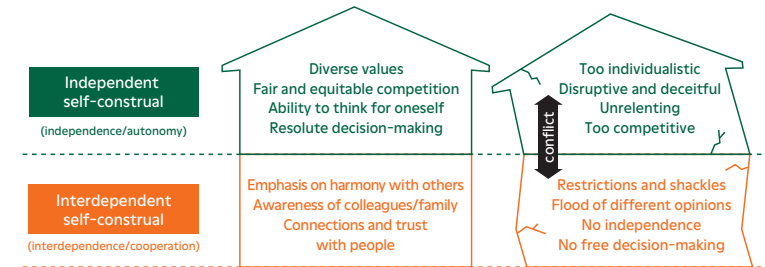 Independent
self-construal
(independence/autonomy)
Diverse values
Fair and equitable competition
Ability to think for oneself
Resolute decision-making
Too individualistic
Disruptive and deceitful
Unrelenting
Too competitive
conflict
Interdependent
self-construal
(interdependence/cooperation)
Emphasis on harmony with others
Awareness of colleagues/family
Connections and trust
with people
Restrictions and shackles
Flood of different opinions
No independence
No free decision-making